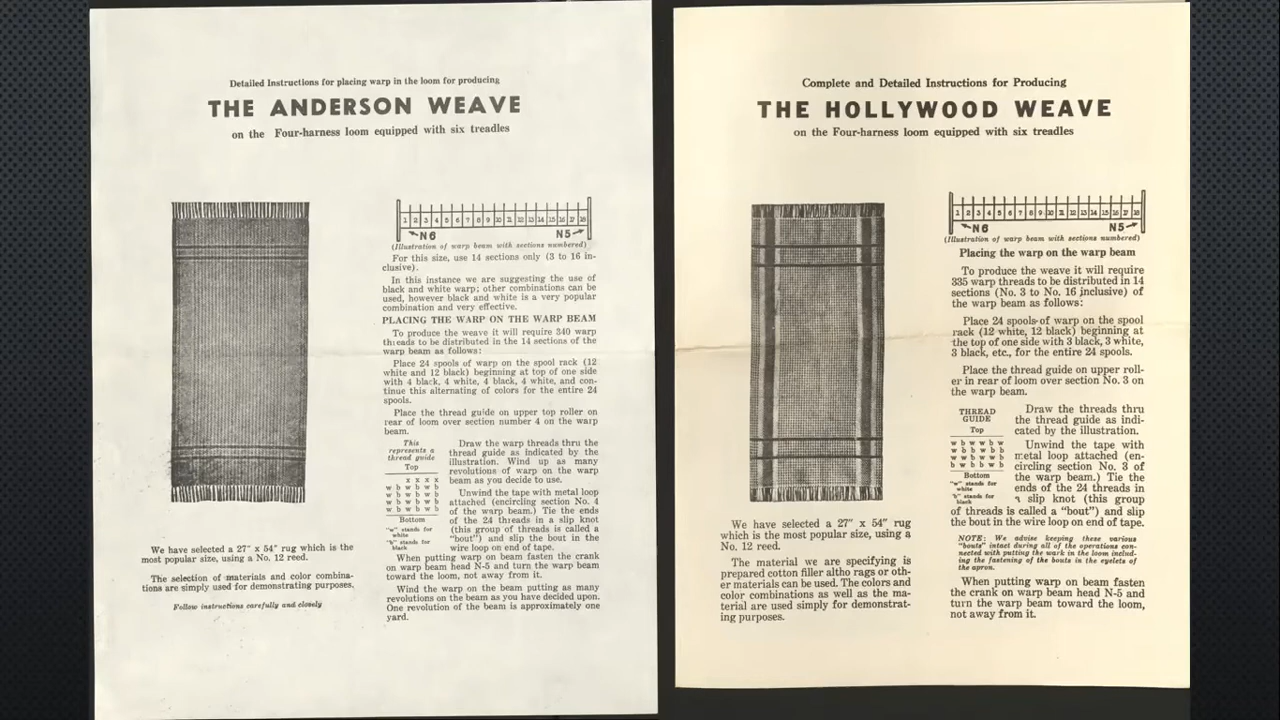 Detailed Instructions for placing warp in the loom for producing
THE ANDERSON WEAVE
on the Four-harness loom equipped with six treadles
1 2 3 4 5 6 7 8 9 10 11 12 13 14 15 16 17 18
N6 N5
(Illustration of warp beam with sections numbered)
For this size, use 14 sections only (3 to 16 in-
clusive).
In this instance we are suggesting the use of
black and white warp; other combinations can be
used, however black and white is a very popular
combination and very effective.
PLACING THE WARP ON THE WARP BEAM
To produce the weave it will require 340 warp
threads to be distributed in the 14 sections of the
warp beam as follows:
Place 24 spools of warp on the spool rack (12
white and 12 black) beginning at top of one side
with 4 black, 4 white, 4 black, 4 white, and con-
tinue this alternating of colors for the entire 24
spools.
Place the thread guide on upper top roller on
rear of loom over section number 4 on the warp
beam.
This
represents a
thread guide
Top
x x x x
w b w b w b
w b w b w b
w b w b w b
w b w b w b
Bottom
"w" stands for
white
"b" stands for
black
Draw the warp threads thru the
thread guide as indicated by the
illustration. Wind up as many
revolutions of warp on the warp
beam as you decide to use.
Unwind the tape with metal loop
attached (encircling section No. 4
of the warp beam.) Tie the ends
of the 24 threads in a slip knot
(this group of threads is called a
"bout") and slip the bout in the
wire loop on end of tape.
When putting warp on beam fasten the crank
on warp beam head N-5 and turn the warp beam
toward the loom, not away from it.
Wind the warp on the beam putting as many
revolutions on the beam as you have decided upon.
One revolution of the beam is approximately one
yard.
We have selected a 27" x 54" rug which is the
most popular size, using a No. 12 reed.
The selection of materials and color combina-
tions are simply used for demonstrating purposes.
Follow instructions carefully and closely
Complete and Detailed Instructions for Producing
THE HOLLYWOOD WEAVE
on the Four-harness loom equipped with six treadles
1 2 3 4 5 6 7 8 9 10 11 12 13 14 15 16 17 18
N6 N5
(Illustration of warp beam with sections numbered)
Placing the warp on the warp beam
To produce the weave it will require
335 warp threads to be distributed in 14
sections (No. 3 to No. 16 inclusive) of
the warp beam as follows:
Place 24 spools of warp on the spool
rack (12 white, 12 black) beginning at
the top of one side with 3 black, 3 white,
3 black, etc., for the entire 24 spools.
Place the thread guide on upper roll-
er in rear of loom over section No. 3 on
the warp beam.
THREAD
GUIDE
Top
w b w w b
w b w w b
w b w w b
b w b w b
Bottom
"w" stands for
white
"b" stands for
black
Draw the threads thru
the thread guide as indi-
cated by the illustration.
Unwind the tape with
metal loop attached (en-
circling section No. 3 of
the warp beam.) Tie the
ends of the 24 threads in
a slip knot (this group
of threads is called a "bout") and slip
the bout in the wire loop on end of tape.
NOTE: We advise keeping these various
"bouts" intact during all of the operations con-
nected with putting the work in the loom includ-
ing the fastening of the bouts in the eyelets of
the apron.
When putting warp on beam fasten
the crank on warp beam head N-5 and
turn the warp beam toward the loom,
not away from it.
We have selected a 27" x 54" rug
which is the most popular size, using a
No. 12 reed.
The material we are specifying is
prepared cotton filler altho rags or oth-
er materials can be used. The colors and
color combinations as well as the ma-
terial are used simply for demonstrat-
ing purposes.